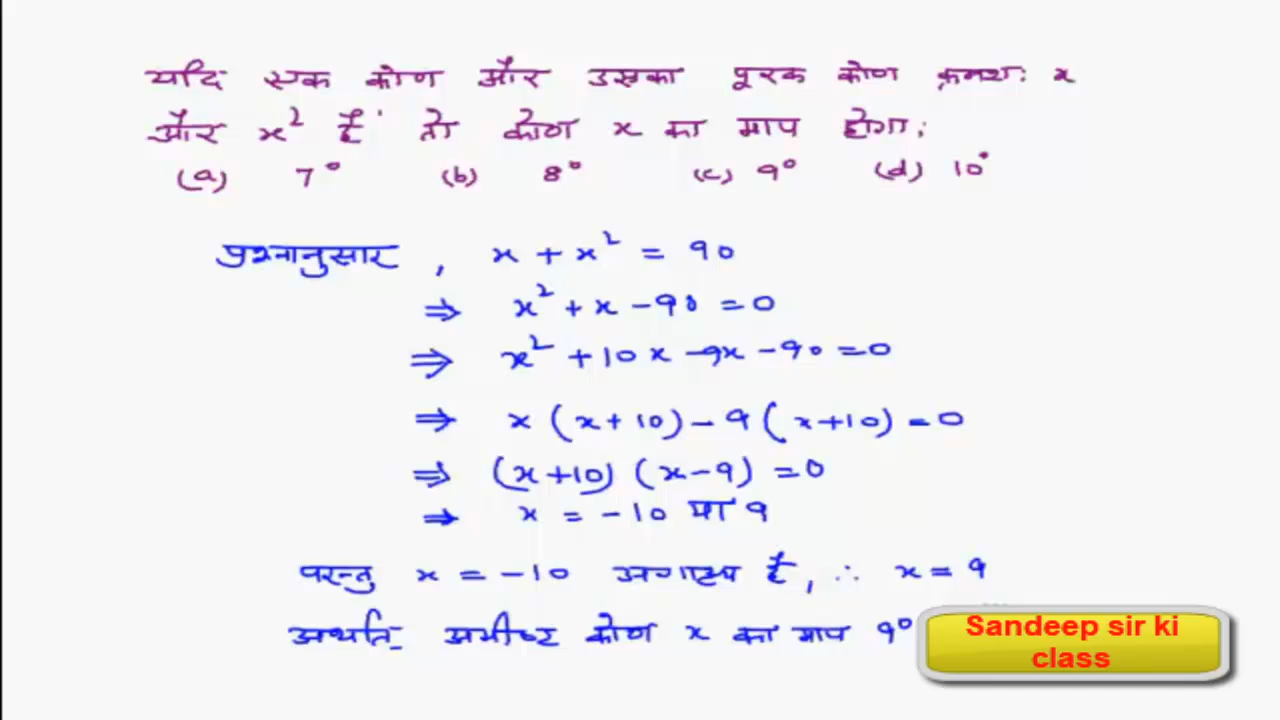 यदि एक कोण और उसका पूरक कोण क्रमशः x
और x² है तो कोण x का माप होगा:
(a) 7° (b) 8° (c) 9° (d) 10°
प्रश्नानुसार, x + x² = 90
⇒ x² + x - 90 = 0
⇒ x² + 10x - 9x - 90 = 0
⇒ x (x + 10) - 9 (x + 10) = 0
⇒ (x + 10) (x - 9) = 0
⇒ x = -10 या 9
परन्तु x = -10 अग्राह्य है, ∴ x = 9
अर्थात् अभीष्ट कोण x का माप 9°
Sandeep sir ki
class